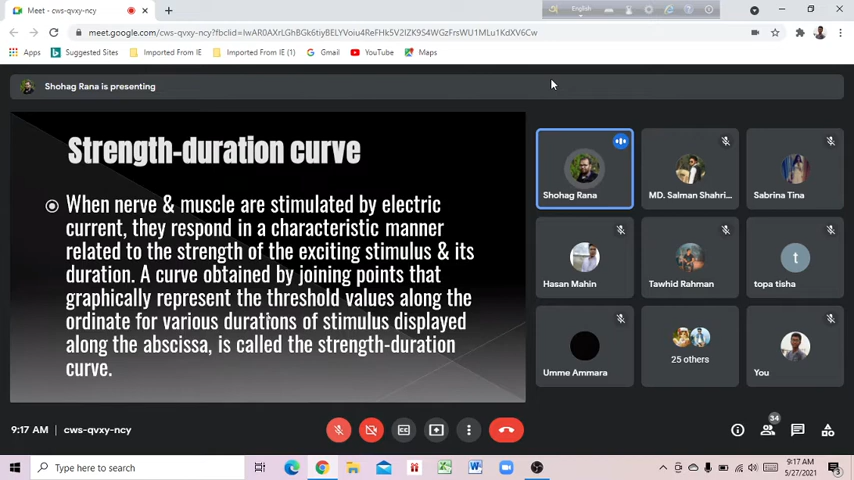 Meet - cws-qvxy-ncy
English
meet.google.com/cws-qvxy-ncy?fbclid=IwAR0AXrLGhBGk6tiyBELYVoiu4ReFHk5V2IZK9S4WGzFrsWU1MLu1KdXV6Cw
Apps
Suggested Sites
Imported From IE
Imported From IE (1)
Gmail
YouTube
Maps
Shohag Rana is presenting
Strength-duration curve
When nerve & muscle are stimulated by electric
current, they respond in a characteristic manner
related to the strength of the exciting stimulus & its
duration. A curve obtained by joining points that
graphically represent the threshold values along the
ordinate for various durations of stimulus displayed
along the abscissa, is called the strength-duration
curve.
Shohag Rana
MD. Salman Shahri...
Sabrina Tina
Hasan Mahin
Tawhid Rahman
t
topa tisha
Umme Ammara
25 others
You
9:17 AM
cws-qvxy-ncy
34
Type here to search
9:17 AM
5/27/2021
3